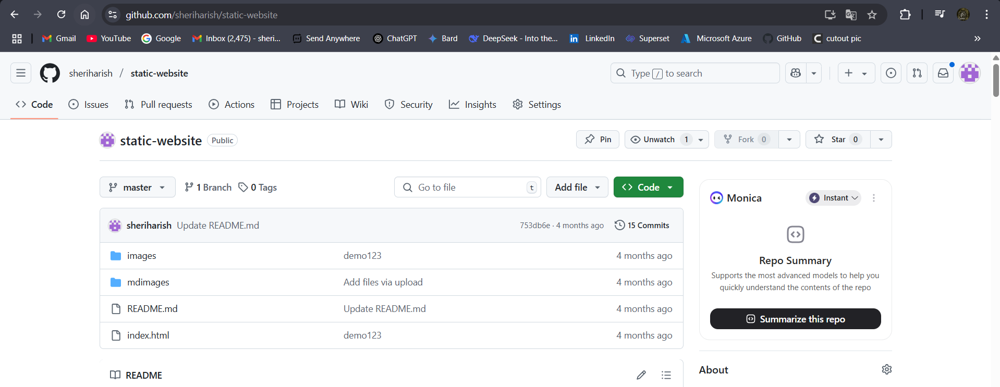 github.com/sheriharish/static-website
Gmail YouTube Google Inbox (2,475) - sheri... Send Anywhere ChatGPT Bard DeepSeek - Into the... LinkedIn Superset Microsoft Azure GitHub cutout pic
sheriharish / static-website Type / to search
Code Issues Pull requests Actions Projects Wiki Security Insights Settings
static-website Public Pin Unwatch 1 Fork 0 Star 0
master 1 Branch 0 Tags Go to file t Add file Code
sheriharish Update README.md 753db6e · 4 months ago 15 Commits
images demo123 4 months ago
mdimages Add files via upload 4 months ago
README.md Update README.md 4 months ago
index.html demo123 4 months ago
README
Monica Instant
Repo Summary
Supports the most advanced models to help you
quickly understand the contents of the repo
Summarize this repo
About